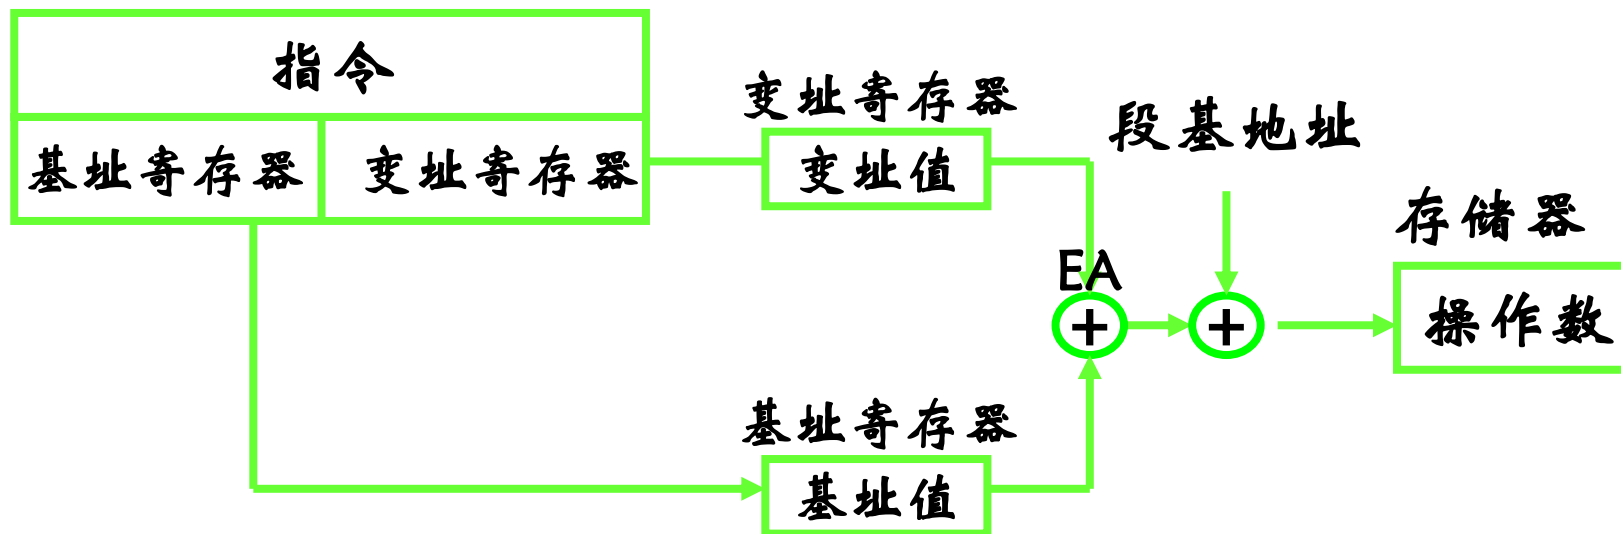 指令
基址寄存器
变址寄存器
变址寄存器
变址值
段基地址
存储器
EA
+
+
操作数
基址寄存器
基址值